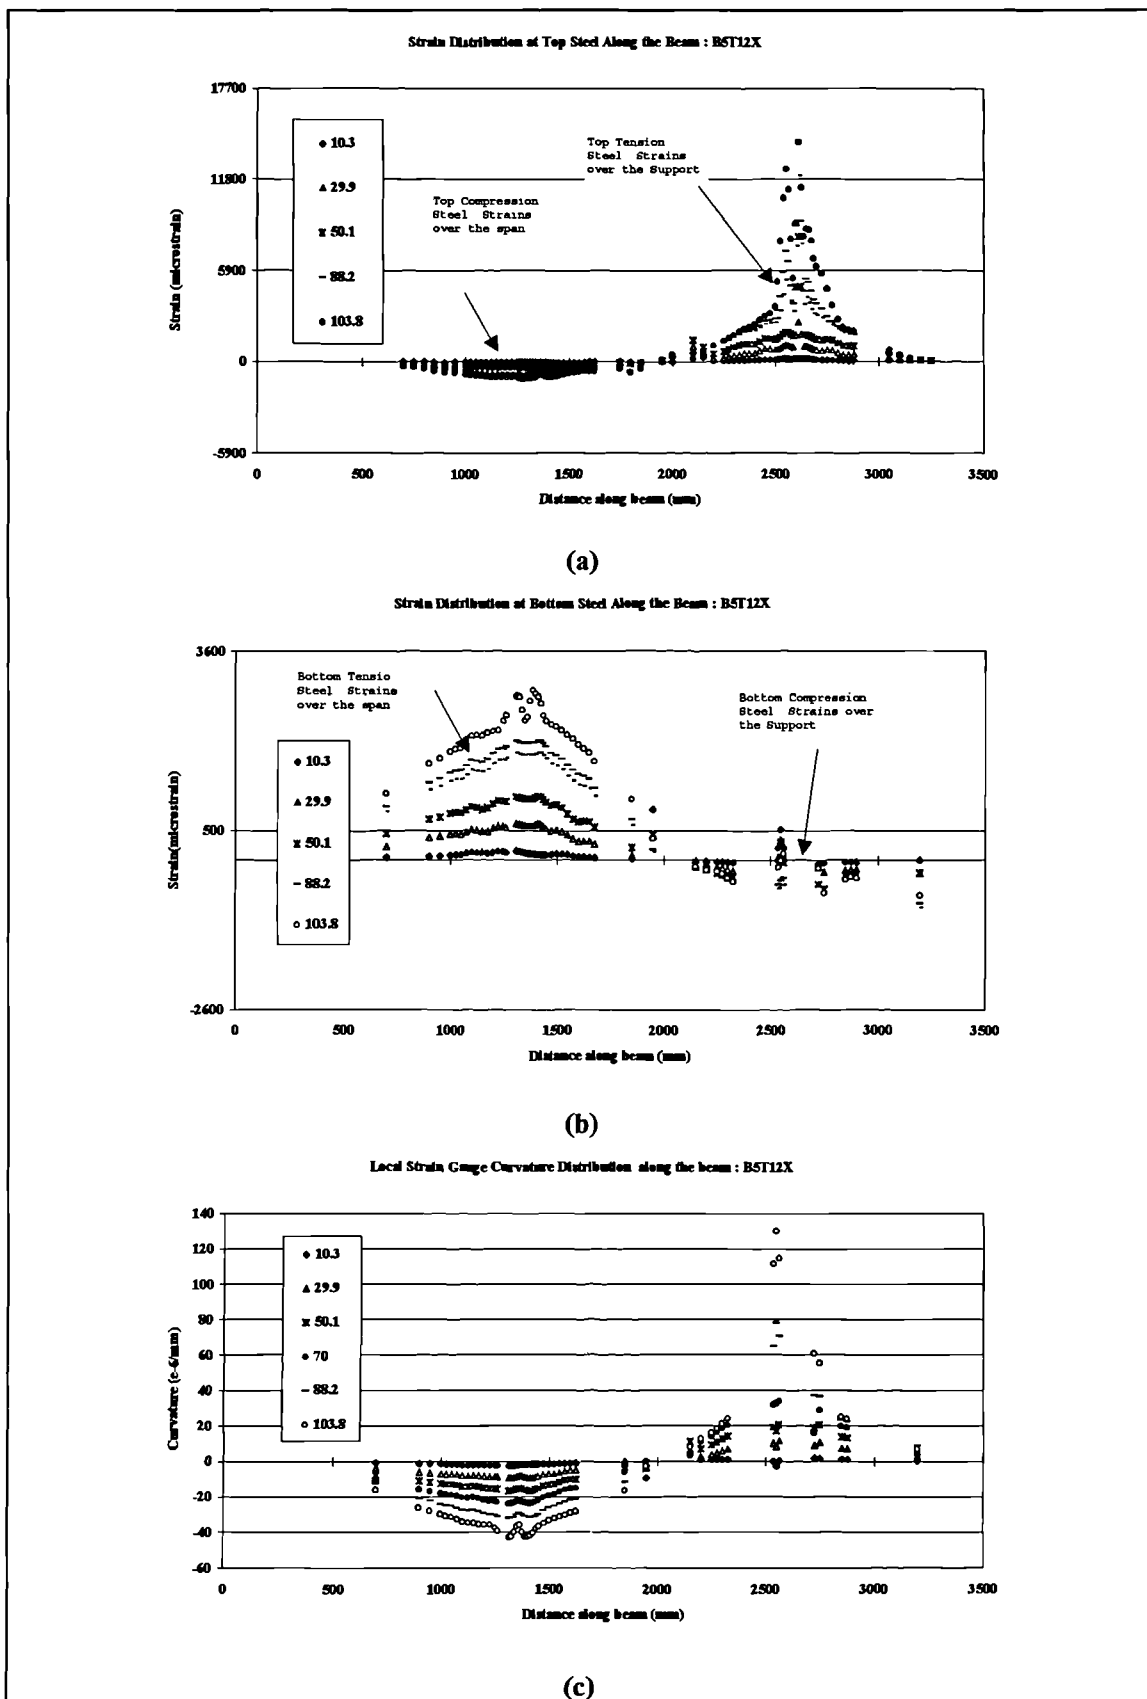 Strain Distribution at Top Steel Along the Beam : B5T12X
17700
11800
5900
0
-5900
Strain (microstrain)
10.3
29.9
50.1
88.2
103.8
Top Compression
Steel Strains
over the span
Top Tension
Steel Strains
over the Support
0 500 1000 1500 2000 2500 3000 3500
Distance along beam (mm)
(a)
Strain Distribution at Bottom Steel Along the Beam : B5T12X
3600
500
-2600
Strain(microstrain)
Bottom Tensio
Steel Strains
over the span
Bottom Compression
Steel Strains over
the Support
10.3
29.9
50.1
88.2
103.8
0 500 1000 1500 2000 2500 3000 3500
Distance along beam (mm)
(b)
Local Strain Gauge Curvature Distribution along the beam : B5T12X
140
120
100
80
60
40
20
0
-20
-40
-60
Curvature (e-6/mm)
10.3
29.9
50.1
70
88.2
103.8
0 500 1000 1500 2000 2500 3000 3500
Distance along beam (mm)
(c)